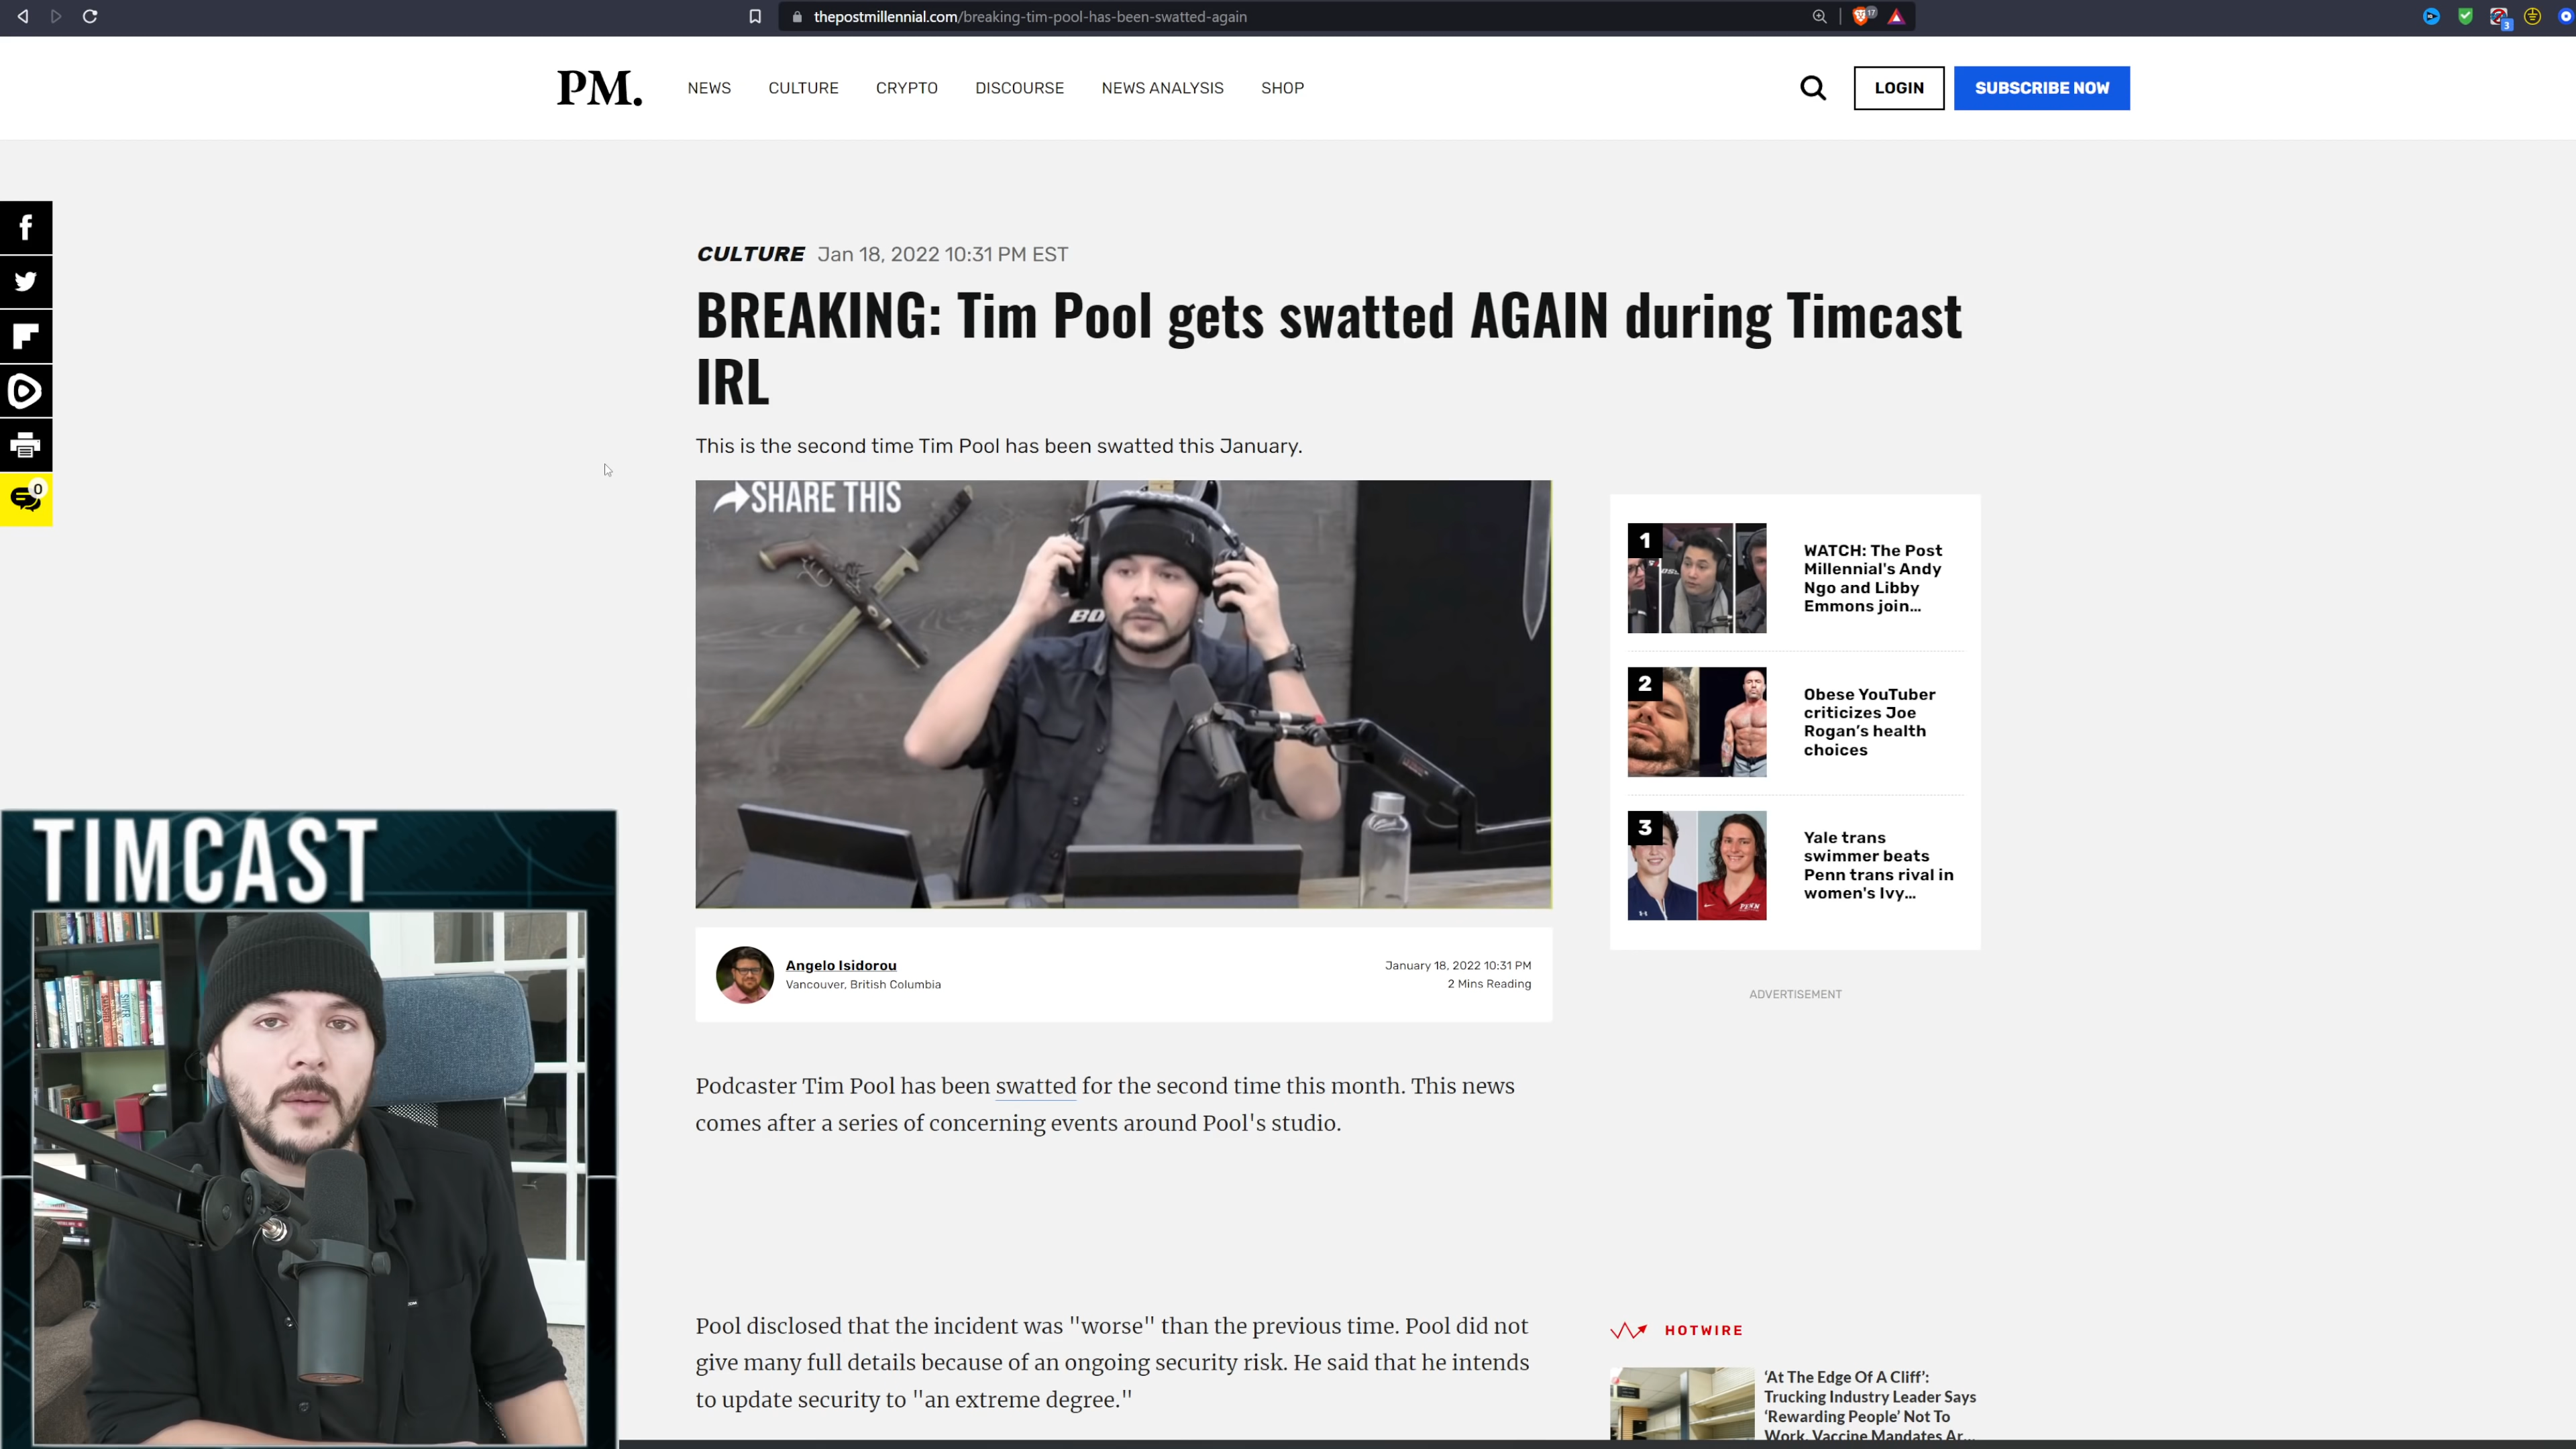 thepostmillennial.com/breaking-tim-pool-has-been-swatted-again
17
3
PM.
NEWS
CULTURE
CRYPTO
DISCOURSE
NEWS ANALYSIS
SHOP
LOGIN
SUBSCRIBE NOW
0
CULTURE Jan 18, 2022 10:31 PM EST
BREAKING: Tim Pool gets swatted AGAIN during Timcast
IRL
This is the second time Tim Pool has been swatted this January.
SHARE THIS
BO
1
WATCH: The Post
Millennial's Andy
Ngo and Libby
Emmons join...
2
Obese YouTuber
criticizes Joe
Rogan's health
choices
3
Yale trans
swimmer beats
Penn trans rival in
women's Ivy...
PENN
ADVERTISEMENT
Angelo Isidorou
Vancouver, British Columbia
January 18, 2022 10:31 PM
2 Mins Reading
Podcaster Tim Pool has been swatted for the second time this month. This news
comes after a series of concerning events around Pool's studio.
Pool disclosed that the incident was "worse" than the previous time. Pool did not
give many full details because of an ongoing security risk. He said that he intends
to update security to "an extreme degree."
HOTWIRE
'At The Edge Of A Cliff':
Trucking Industry Leader Says
'Rewarding People' Not To
Work, Vaccine Mandates Ar...
TIMCAST